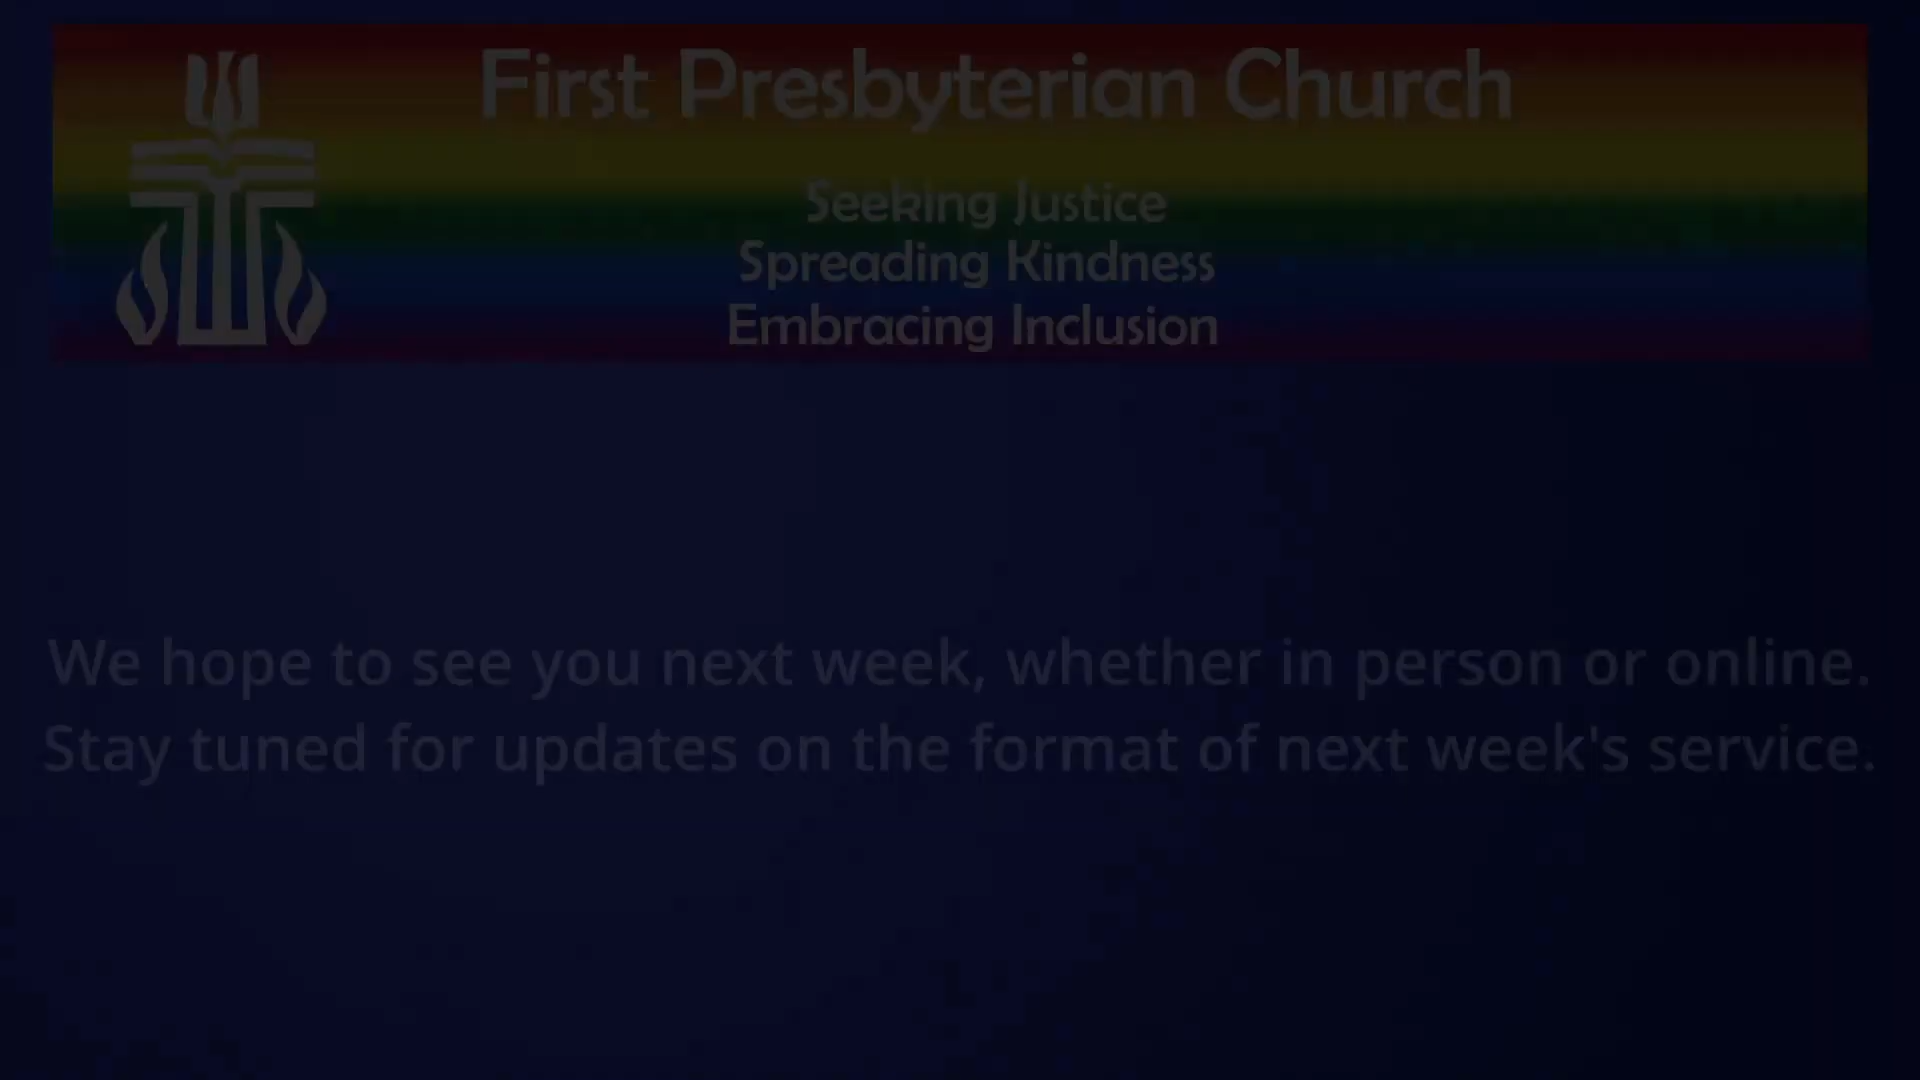 First Presbyterian Church
Seeking Justice
Spreading Kindness
Embracing Inclusion
We hope to see you next week, whether in person or online.
Stay tuned for updates on the format of next week's service.